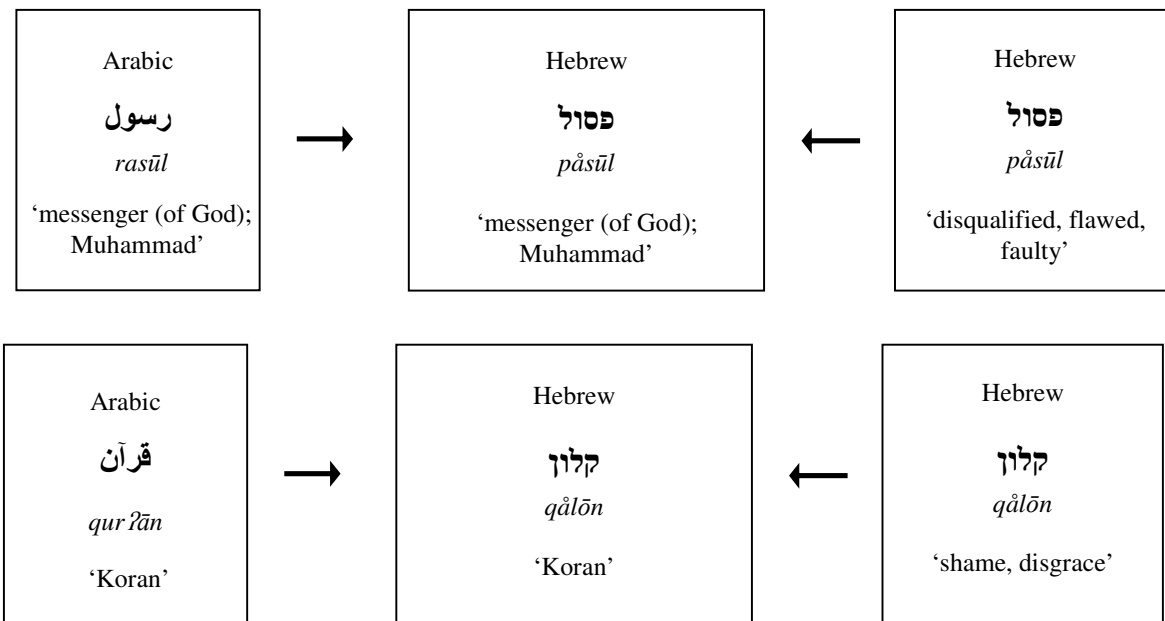 Arabic
رسول
rasūl
‘messenger (of God);
Muhammad’
Hebrew
פסול
påsūl
‘messenger (of God);
Muhammad’
Hebrew
פסול
påsūl
‘disqualified, flawed,
faulty’
Arabic
قرآن
qurʔān
‘Koran’
Hebrew
קלון
qålōn
‘Koran’
Hebrew
קלון
qålōn
‘shame, disgrace’